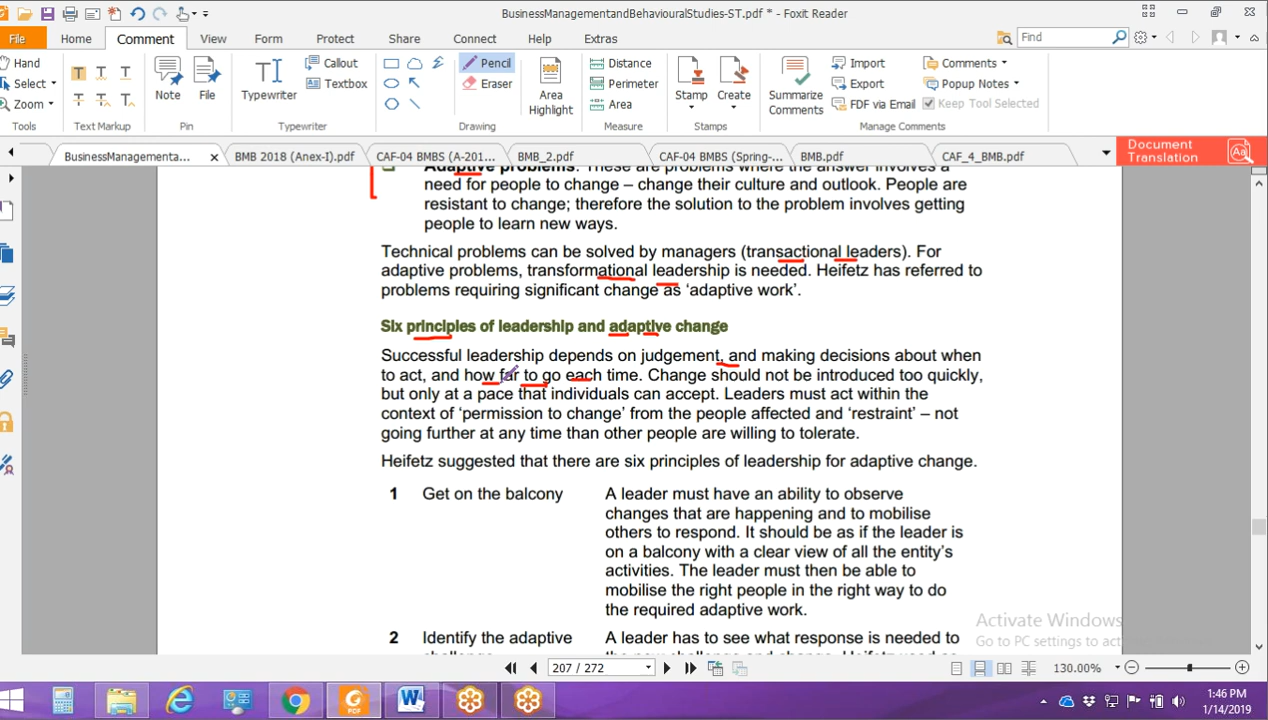 BusinessManagementandBehaviouralStudies-ST.pdf * - Foxit Reader
File Home Comment View Form Protect Share Connect Help Extras Find
Hand
Select
Zoom
Tools
T T T
T T T
Text Markup
Note File
Pin
Typewriter
Callout
Textbox
Typewriter
Pencil
Eraser
Area
Highlight
Drawing
Distance
Perimeter
Area
Measure
Stamp Create
Stamps
Summarize
Comments
Import
Export
FDF via Email
Comments
Popup Notes
Keep Tool Selected
Manage Comments
BusinessManagementa... x BMB 2018 (Anex-I).pdf CAF-04 BMBS (A-201... BMB_2.pdf CAF-04 BMBS (Spring-... BMB.pdf CAF_4_BMB.pdf
Document
Translation
Adaptive problems. These are problems where the answer involves a
need for people to change – change their culture and outlook. People are
resistant to change; therefore the solution to the problem involves getting
people to learn new ways.
Technical problems can be solved by managers (transactional leaders). For
adaptive problems, transformational leadership is needed. Heifetz has referred to
problems requiring significant change as ‘adaptive work’.
Six principles of leadership and adaptive change
Successful leadership depends on judgement, and making decisions about when
to act, and how far to go each time. Change should not be introduced too quickly,
but only at a pace that individuals can accept. Leaders must act within the
context of ‘permission to change’ from the people affected and ‘restraint’ – not
going further at any time than other people are willing to tolerate.
Heifetz suggested that there are six principles of leadership for adaptive change.
1 Get on the balcony A leader must have an ability to observe
changes that are happening and to mobilise
others to respond. It should be as if the leader is
on a balcony with a clear view of all the entity’s
activities. The leader must then be able to
mobilise the right people in the right way to do
the required adaptive work.
2 Identify the adaptive A leader has to see what response is needed to
Activate Windows
Go to PC settings to act
207 / 272 130.00%
1:46 PM
1/14/2019